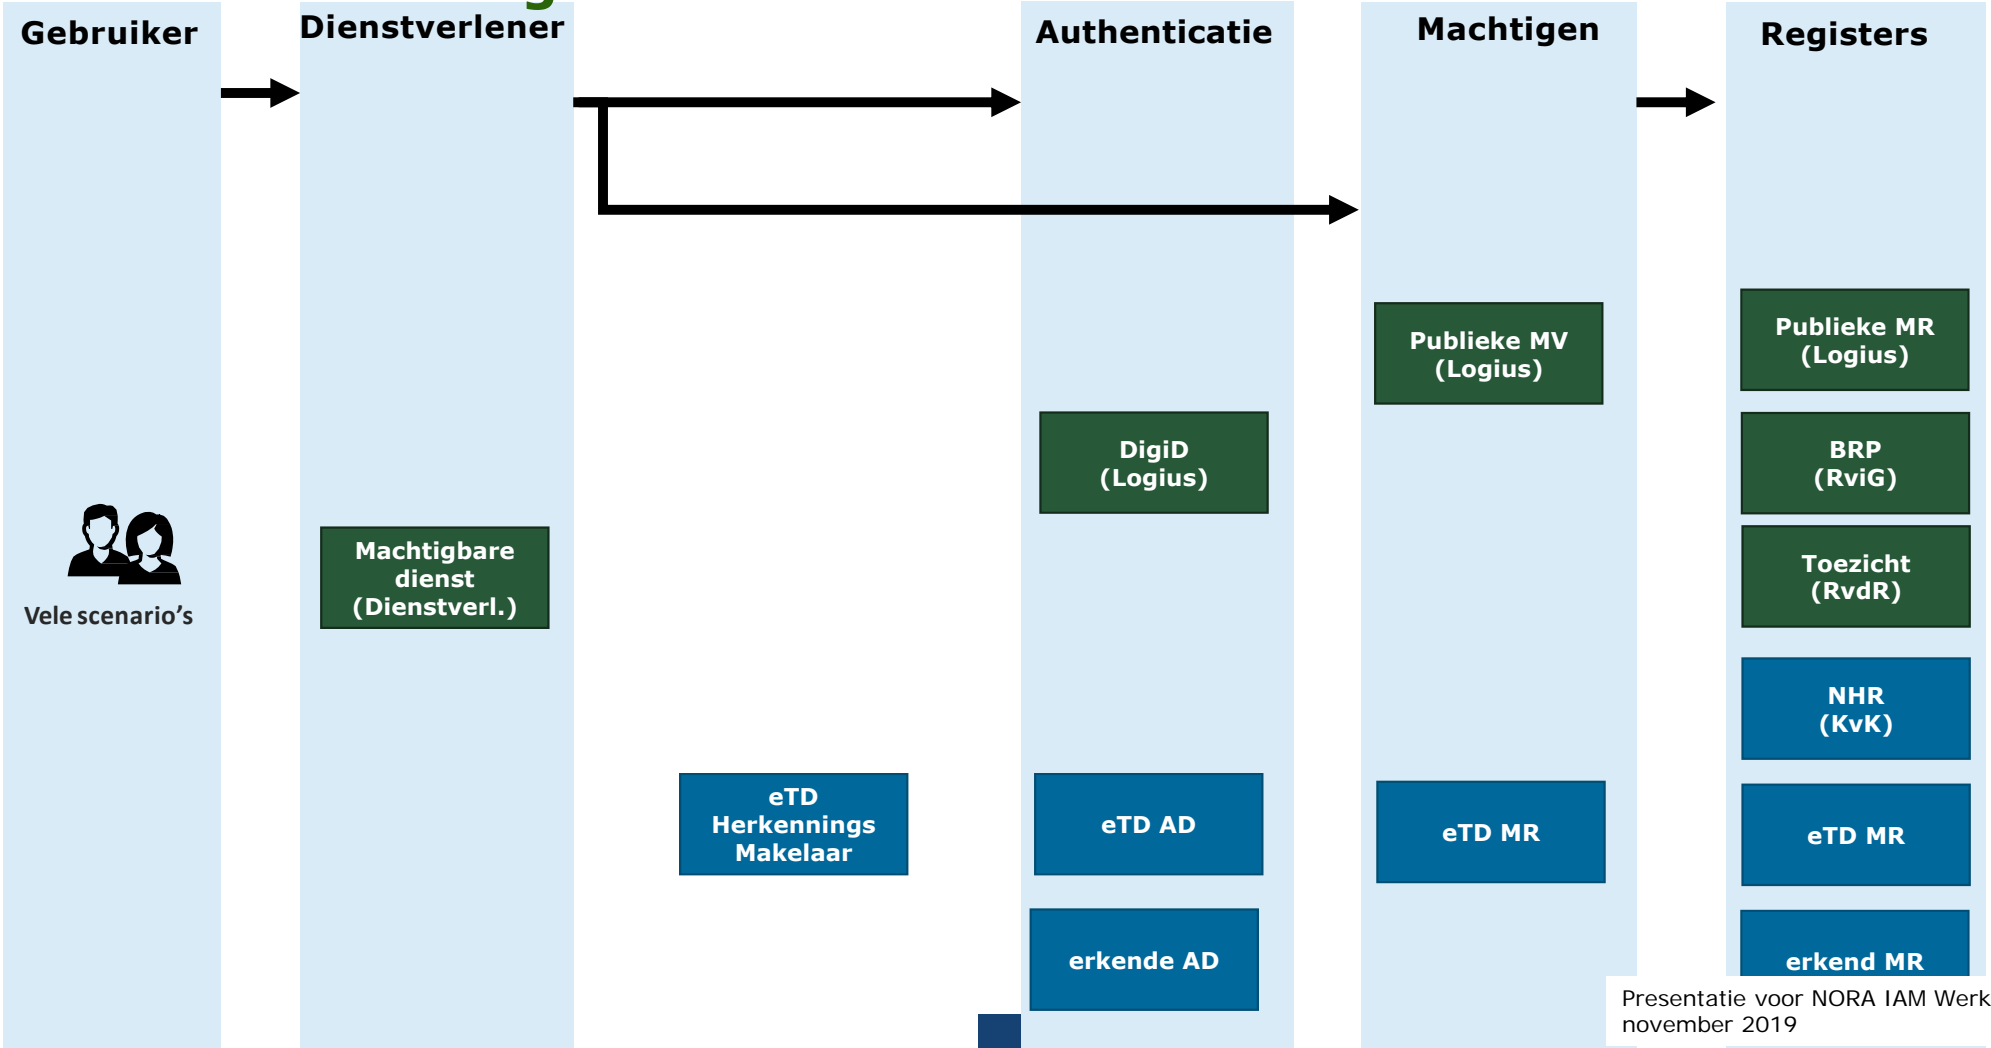 Gebruiker
Dienstverlener
Authenticatie
Machtigen
Registers
Vele scenario's
Machtigbare
dienst
(Dienstverl.)
eTD
Herkennings
Makelaar
DigiD
(Logius)
eTD AD
erkende AD
Publieke MV
(Logius)
eTD MR
Publieke MR
(Logius)
BRP
(RviG)
Toezicht
(RvdR)
NHR
(KvK)
eTD MR
erkend MR
Presentatie voor NORA IAM Werk
november 2019